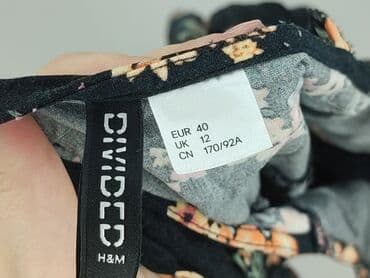 DIVIDED
H&M
EUR 40
UK 12
CN 170/92A